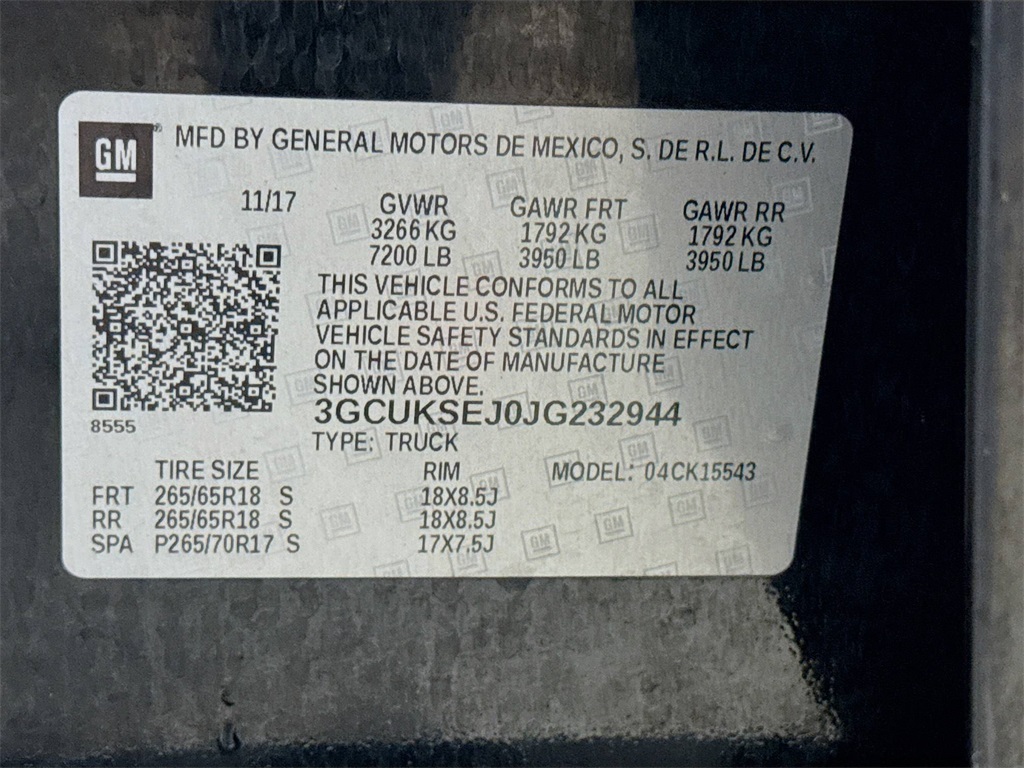 GM ® MFD BY GENERAL MOTORS DE MEXICO, S. DE R.L. DE C.V.
11/17 GVWR GAWR FRT GAWR RR
3266 KG 1792 KG 1792 KG
7200 LB 3950 LB 3950 LB
THIS VEHICLE CONFORMS TO ALL
APPLICABLE U.S. FEDERAL MOTOR
VEHICLE SAFETY STANDARDS IN EFFECT
ON THE DATE OF MANUFACTURE
SHOWN ABOVE.
3GCUKSEJ0JG232944
8555
TYPE: TRUCK
TIRE SIZE RIM MODEL: 04CK15543
FRT 265/65R18 S 18X8.5J
RR 265/65R18 S 18X8.5J
SPA P265/70R17 S 17X7.5J